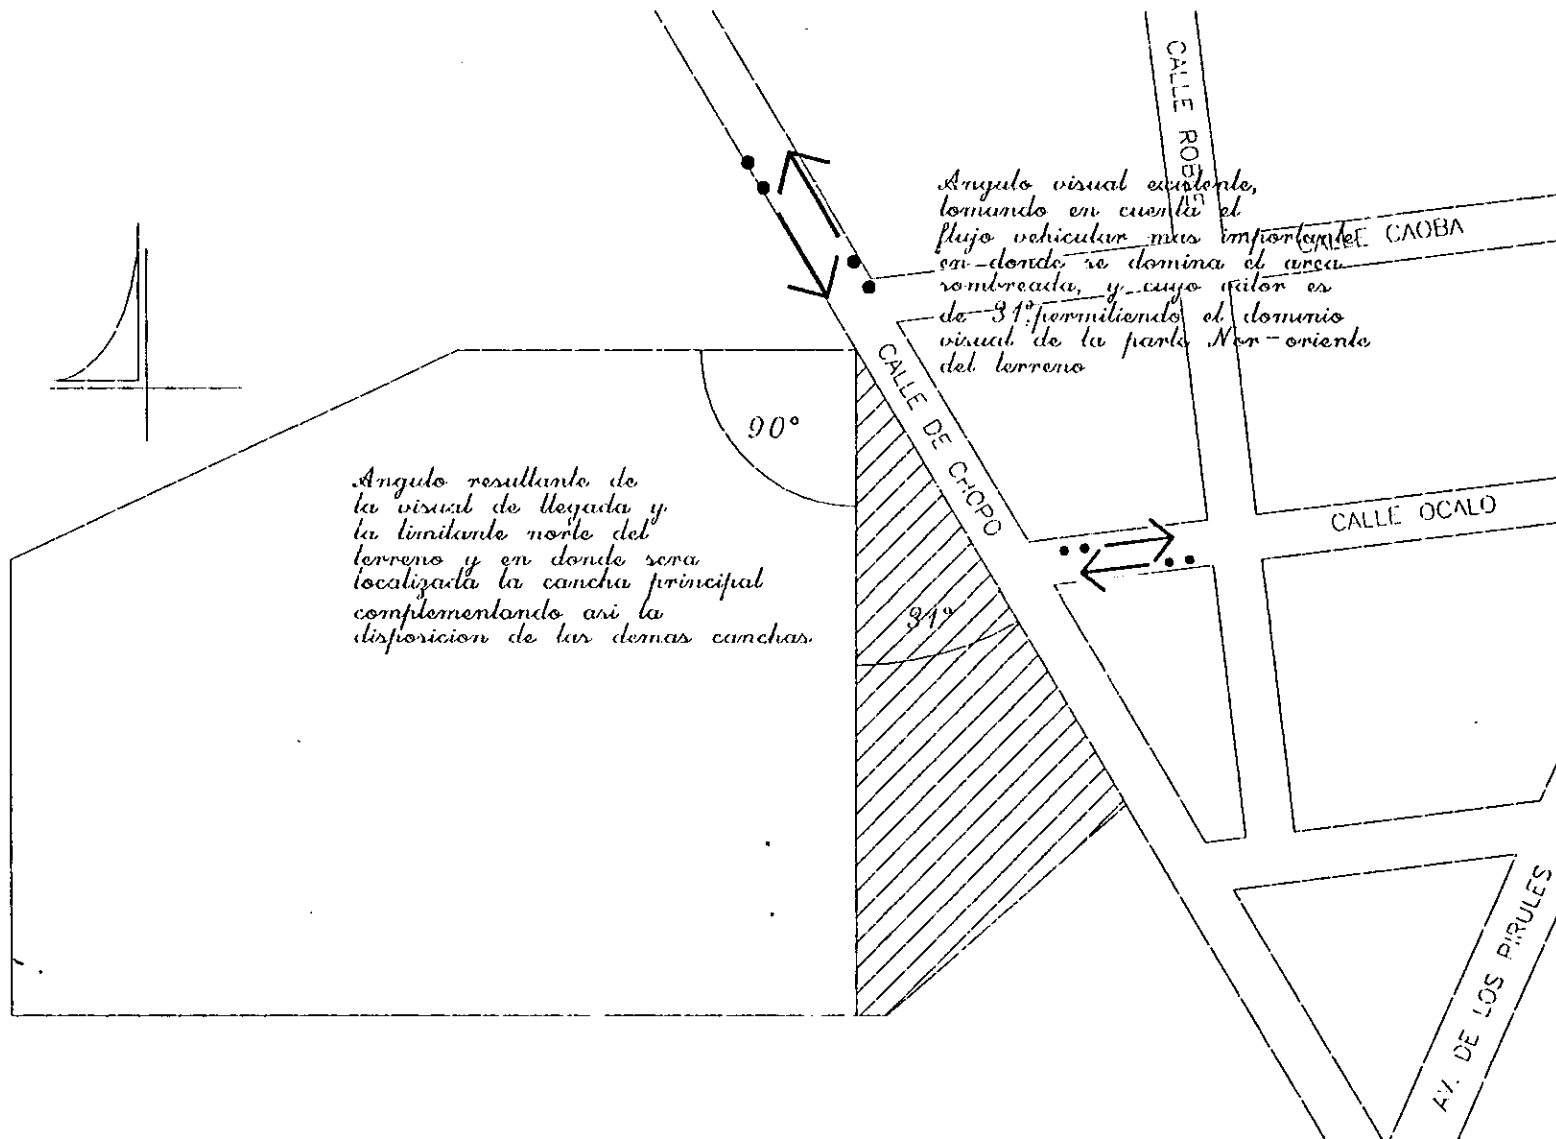 CALLE ROBLE
Angulo visual existente,
tomando en cuenta el
flujo vehicular mas importante
en donde se domina el area
sombreada, y cuyo valor es
de 31° permitiendo el dominio
visual de la parte Nor-oriente
del terreno
CALLE CAOBA
CALLE DE CHOPO
90°
Angulo resultante de
la visual de llegada y
la limitante norte del
terreno y en donde sera
localizada la cancha principal
complementando asi la
disposicion de las demas canchas
CALLE OCALO
31°
AV. DE LOS PIRULES